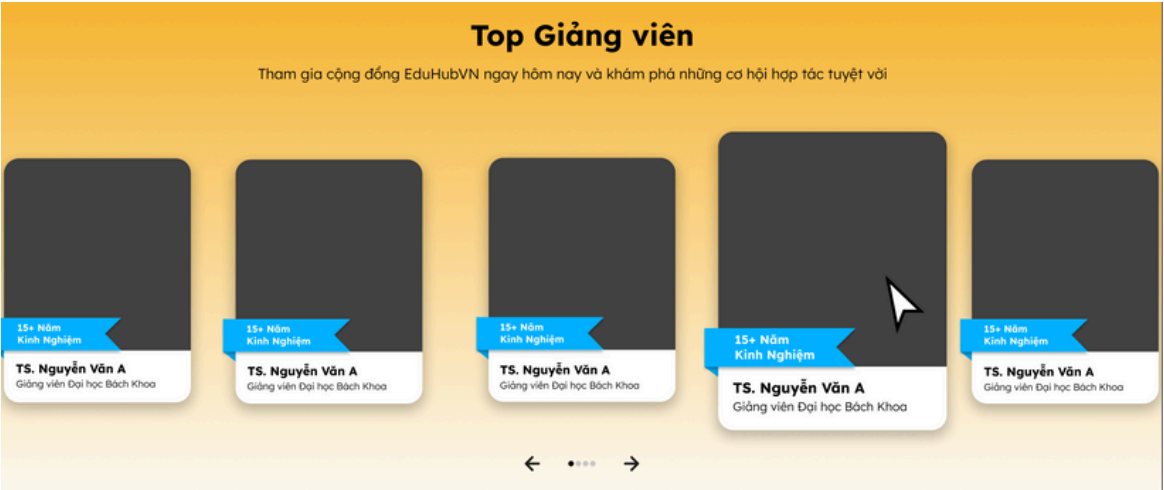 Top Giảng viên
Tham gia cộng đồng EduHubVN ngay hôm nay và khám phá những cơ hội hợp tác tuyệt vời
15+ Năm
Kinh Nghiệm
TS. Nguyễn Văn A
Giảng viên Đại học Bách Khoa
15+ Năm
Kinh Nghiệm
TS. Nguyễn Văn A
Giảng viên Đại học Bách Khoa
15+ Năm
Kinh Nghiệm
TS. Nguyễn Văn A
Giảng viên Đại học Bách Khoa
15+ Năm
Kinh Nghiệm
TS. Nguyễn Văn A
Giảng viên Đại học Bách Khoa
15+ Năm
Kinh Nghiệm
TS. Nguyễn Văn A
Giảng viên Đại học Bách Khoa